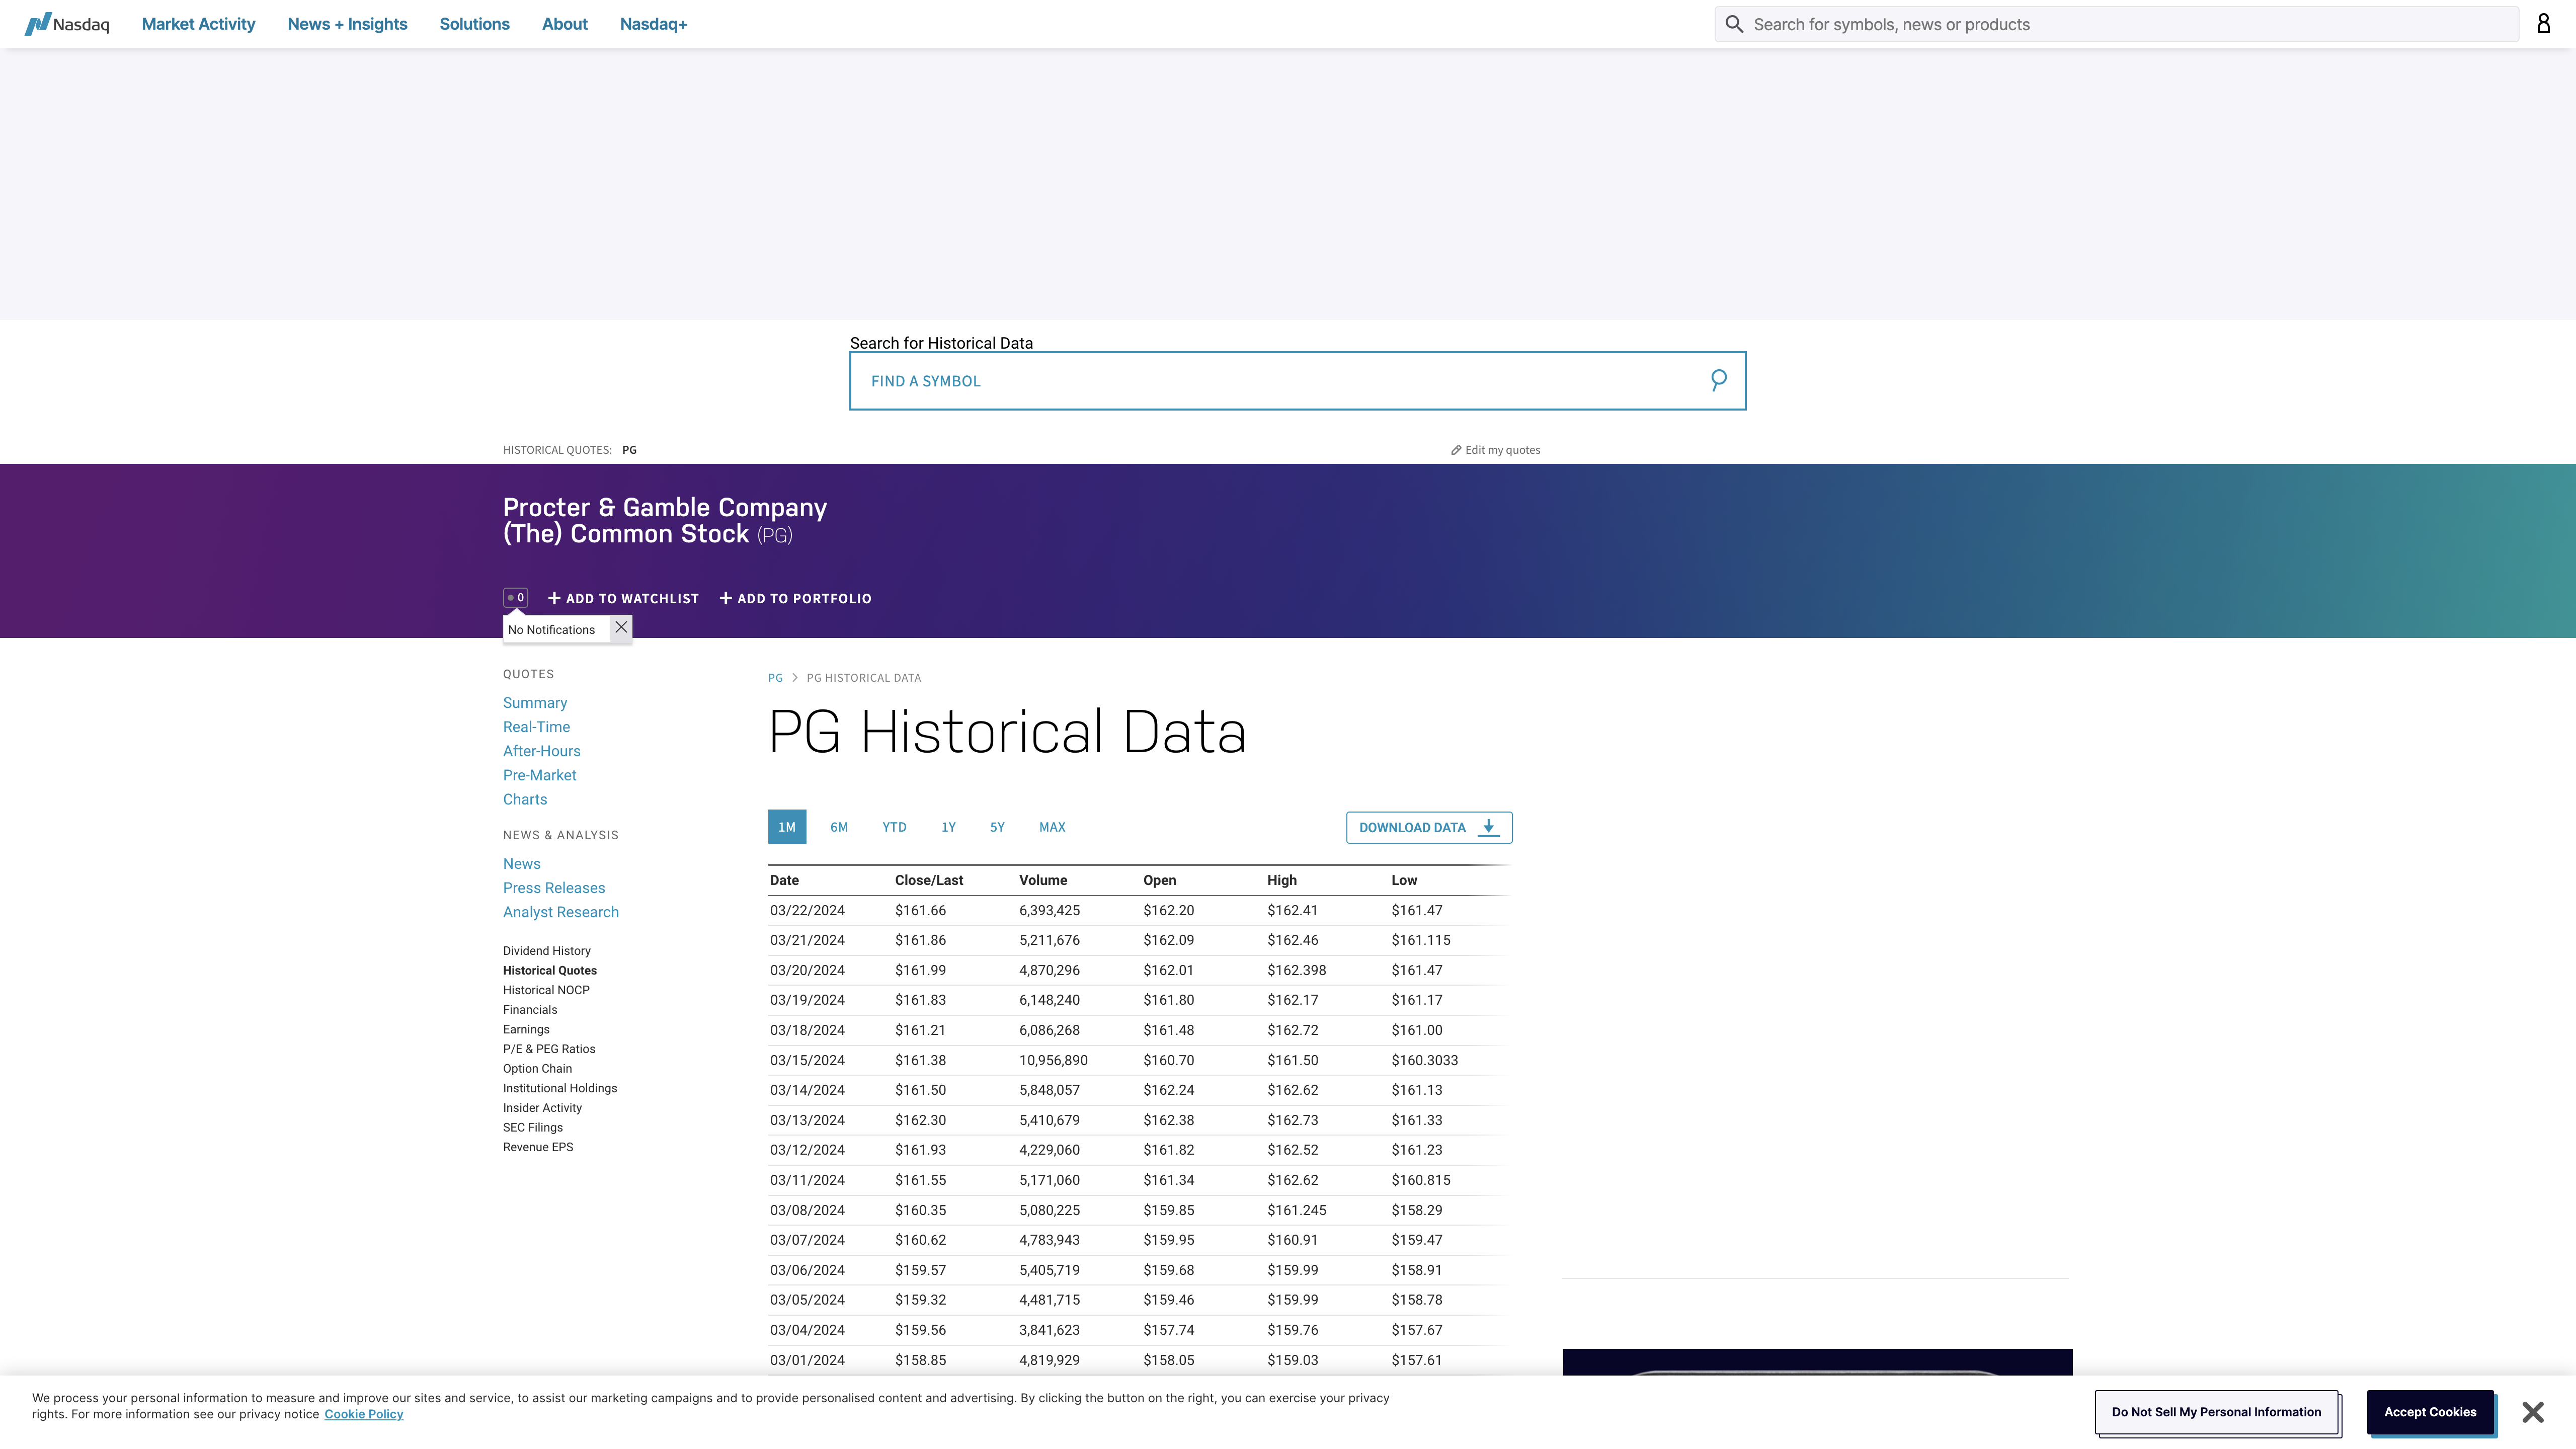 Nasdaq Market Activity News + Insights Solutions About Nasdaq+ Search for symbols, news or products
Search for Historical Data
FIND A SYMBOL
HISTORICAL QUOTES: PG Edit my quotes
Procter & Gamble Company
(The) Common Stock (PG)
0 ADD TO WATCHLIST ADD TO PORTFOLIO
No Notifications
QUOTES
Summary
Real-Time
After-Hours
Pre-Market
Charts
NEWS & ANALYSIS
News
Press Releases
Analyst Research
Dividend History
Historical Quotes
Historical NOCP
Financials
Earnings
P/E & PEG Ratios
Option Chain
Institutional Holdings
Insider Activity
SEC Filings
Revenue EPS
PG > PG HISTORICAL DATA
PG Historical Data
1M 6M YTD 1Y 5Y MAX DOWNLOAD DATA
Date Close/Last Volume Open High Low
03/22/2024 $161.66 6,393,425 $162.20 $162.41 $161.47
03/21/2024 $161.86 5,211,676 $162.09 $162.46 $161.115
03/20/2024 $161.99 4,870,296 $162.01 $162.398 $161.47
03/19/2024 $161.83 6,148,240 $161.80 $162.17 $161.17
03/18/2024 $161.21 6,086,268 $161.48 $162.72 $161.00
03/15/2024 $161.38 10,956,890 $160.70 $161.50 $160.3033
03/14/2024 $161.50 5,848,057 $162.24 $162.62 $161.13
03/13/2024 $162.30 5,410,679 $162.38 $162.73 $161.33
03/12/2024 $161.93 4,229,060 $161.82 $162.52 $161.23
03/11/2024 $161.55 5,171,060 $161.34 $162.62 $160.815
03/08/2024 $160.35 5,080,225 $159.85 $161.245 $158.29
03/07/2024 $160.62 4,783,943 $159.95 $160.91 $159.47
03/06/2024 $159.57 5,405,719 $159.68 $159.99 $158.91
03/05/2024 $159.32 4,481,715 $159.46 $159.99 $158.78
03/04/2024 $159.56 3,841,623 $157.74 $159.76 $157.67
03/01/2024 $158.85 4,819,929 $158.05 $159.03 $157.61
We process your personal information to measure and improve our sites and service, to assist our marketing campaigns and to provide personalised content and advertising. By clicking the button on the right, you can exercise your privacy
rights. For more information see our privacy notice Cookie Policy
Do Not Sell My Personal Information Accept Cookies